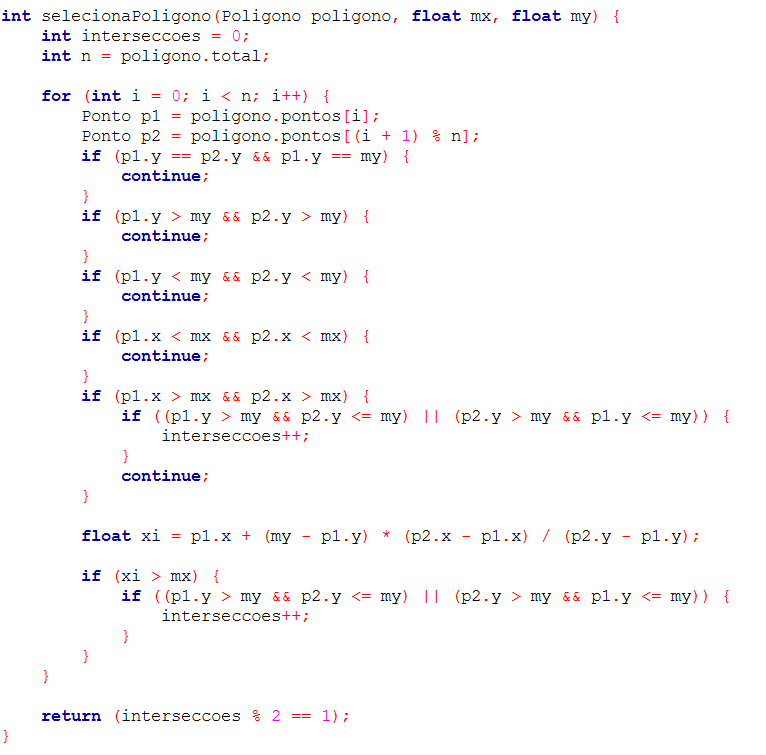 int selecionaPoligono(Poligono poligono, float mx, float my) {
    int interseccoes = 0;
    int n = poligono.total;

    for (int i = 0; i < n; i++) {
        Ponto p1 = poligono.pontos[i];
        Ponto p2 = poligono.pontos[(i + 1) % n];
        if (p1.y == p2.y && p1.y == my) {
            continue;
        }
        if (p1.y > my && p2.y > my) {
            continue;
        }
        if (p1.y < my && p2.y < my) {
            continue;
        }
        if (p1.x < mx && p2.x < mx) {
            continue;
        }
        if (p1.x > mx && p2.x > mx) {
            if ((p1.y > my && p2.y <= my) || (p2.y > my && p1.y <= my)) {
                interseccoes++;
            }
            continue;
        }

        float xi = p1.x + (my - p1.y) * (p2.x - p1.x) / (p2.y - p1.y);

        if (xi > mx) {
            if ((p1.y > my && p2.y <= my) || (p2.y > my && p1.y <= my)) {
                interseccoes++;
            }
        }
    }

    return (interseccoes % 2 == 1);
}